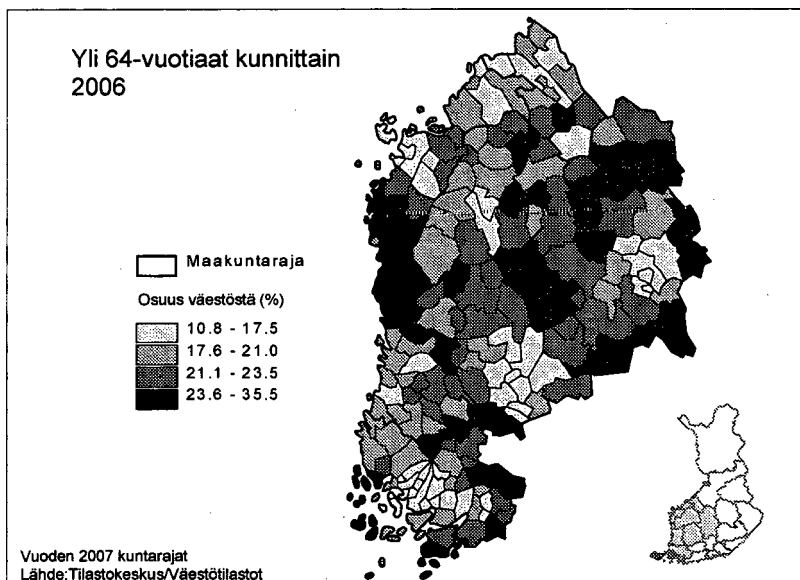 Yli 64-vuotiaat kunnittain
2006
Maakuntaraja
Osuus väestöstä (%)
10.8 - 17.5
17.6 - 21.0
21.1 - 23.5
23.6 - 35.5
Vuoden 2007 kuntarajat
Lähde:Tilastokeskus/Väestötilastot